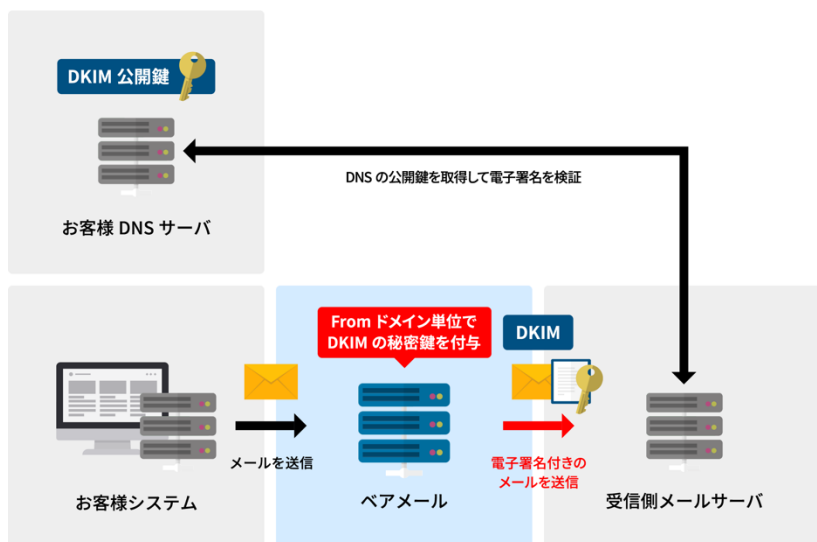 DKIM 公開鍵
お客様 DNS サーバ
DNS の公開鍵を取得して電子署名を検証
From ドメイン単位で
DKIM の秘密鍵を付与
DKIM
メールを送信
電子署名付きの
メールを送信
お客様システム
ベアメール
受信側メールサーバ